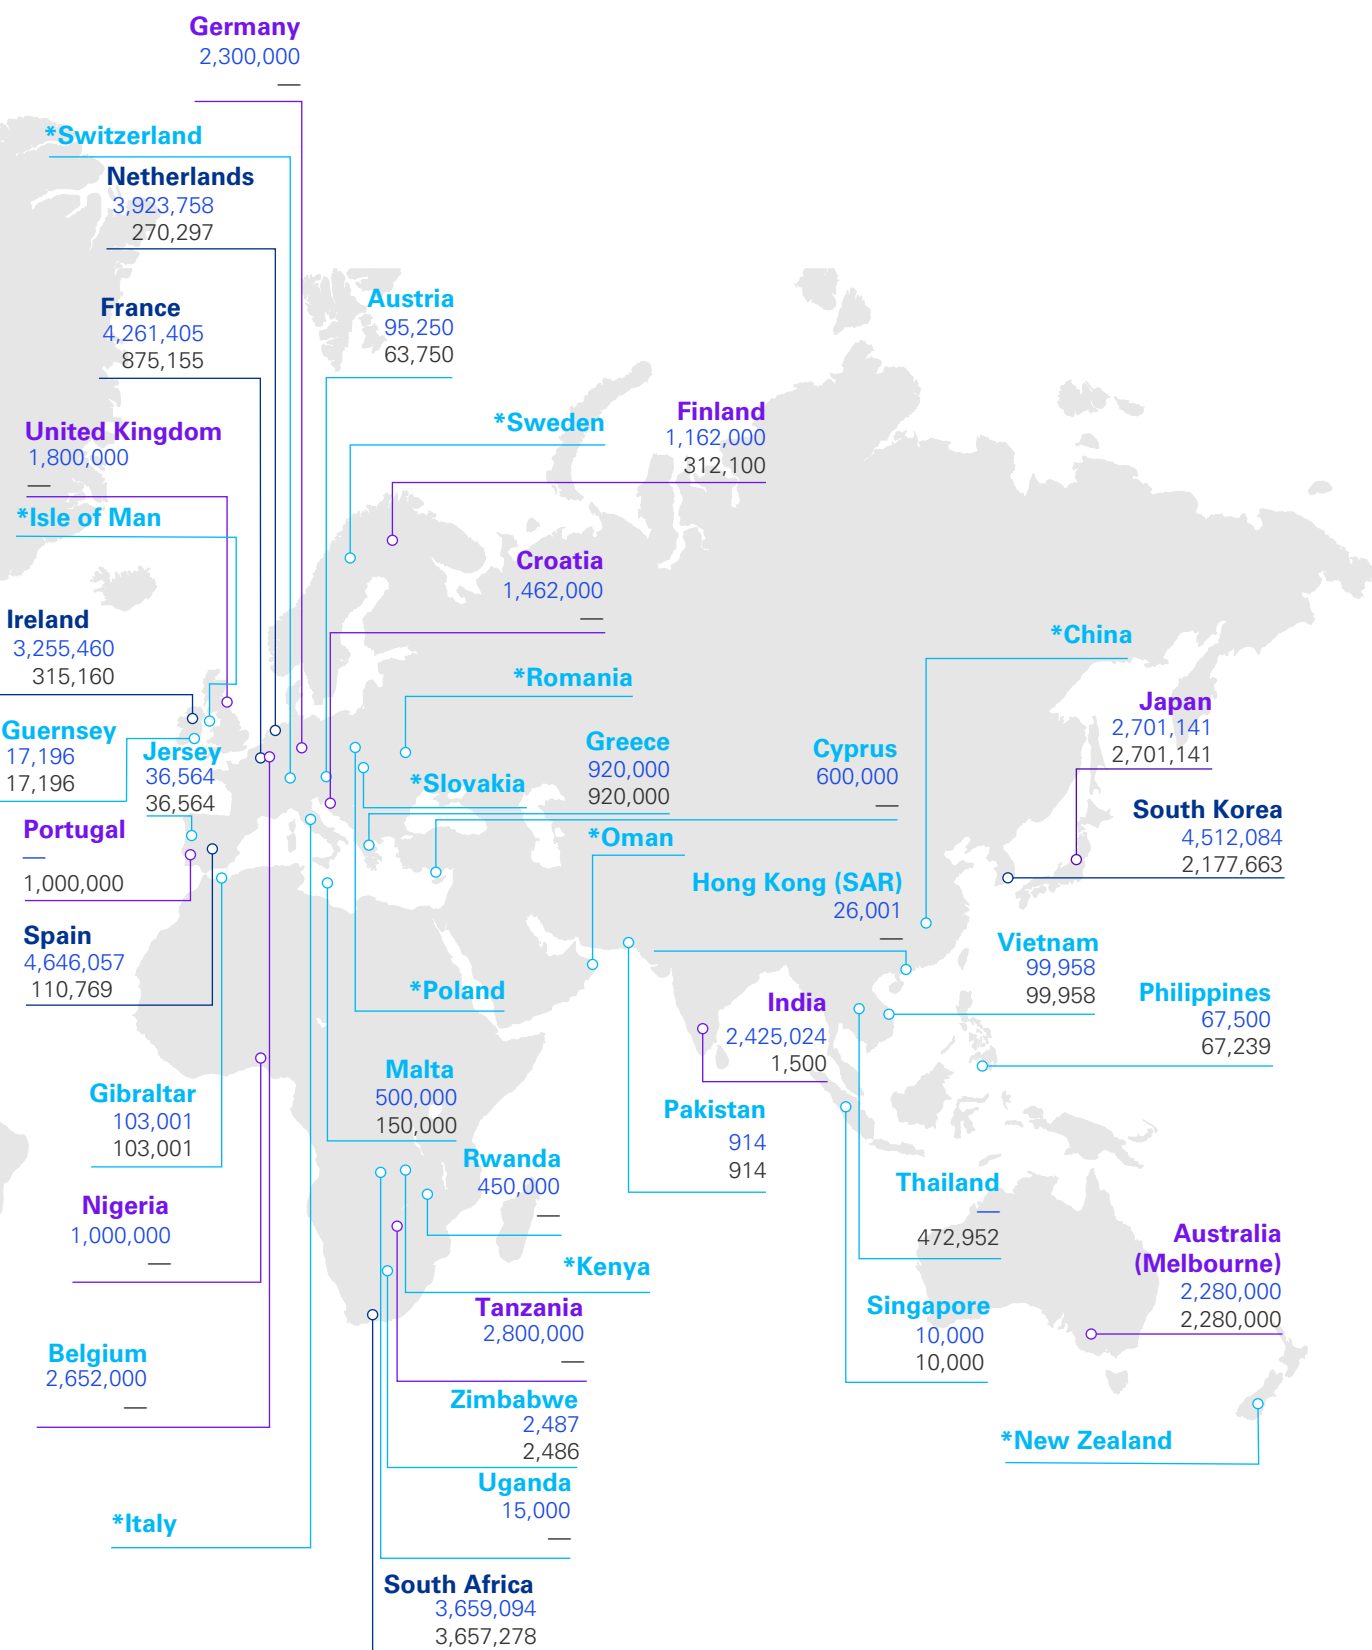 Germany
2,300,000
—
*Switzerland
Netherlands
3,923,758
270,297
France
4,261,405
875,155
Austria
95,250
63,750
United Kingdom
1,800,000
—
*Sweden
Finland
1,162,000
312,100
*Isle of Man
Croatia
1,462,000
—
Ireland
3,255,460
315,160
*China
*Romania
Japan
2,701,141
2,701,141
Guernsey
17,196
17,196
Jersey
36,564
36,564
*Slovakia
Greece
920,000
920,000
Cyprus
600,000
—
South Korea
4,512,084
2,177,663
Portugal
—
1,000,000
*Oman
Hong Kong (SAR)
26,001
—
Spain
4,646,057
110,769
Vietnam
99,958
99,958
*Poland
India
2,425,024
1,500
Philippines
67,500
67,239
Gibraltar
103,001
103,001
Malta
500,000
150,000
Pakistan
914
914
Rwanda
450,000
—
Thailand
—
472,952
Nigeria
1,000,000
—
Australia
(Melbourne)
2,280,000
2,280,000
*Kenya
Tanzania
2,800,000
—
Singapore
10,000
10,000
Belgium
2,652,000
—
Zimbabwe
2,487
2,486
*New Zealand
Uganda
15,000
—
*Italy
South Africa
3,659,094
3,657,278